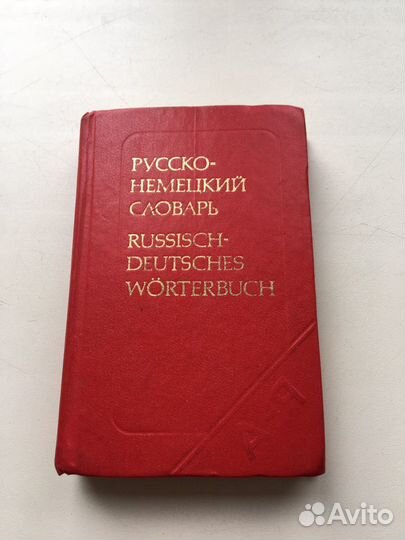 РУССКО-
НЕМЕЦКИЙ
СЛОВАРЬ
RUSSISCH-
DEUTSCHES
WÖRTERBUCH
А-Я
Avito